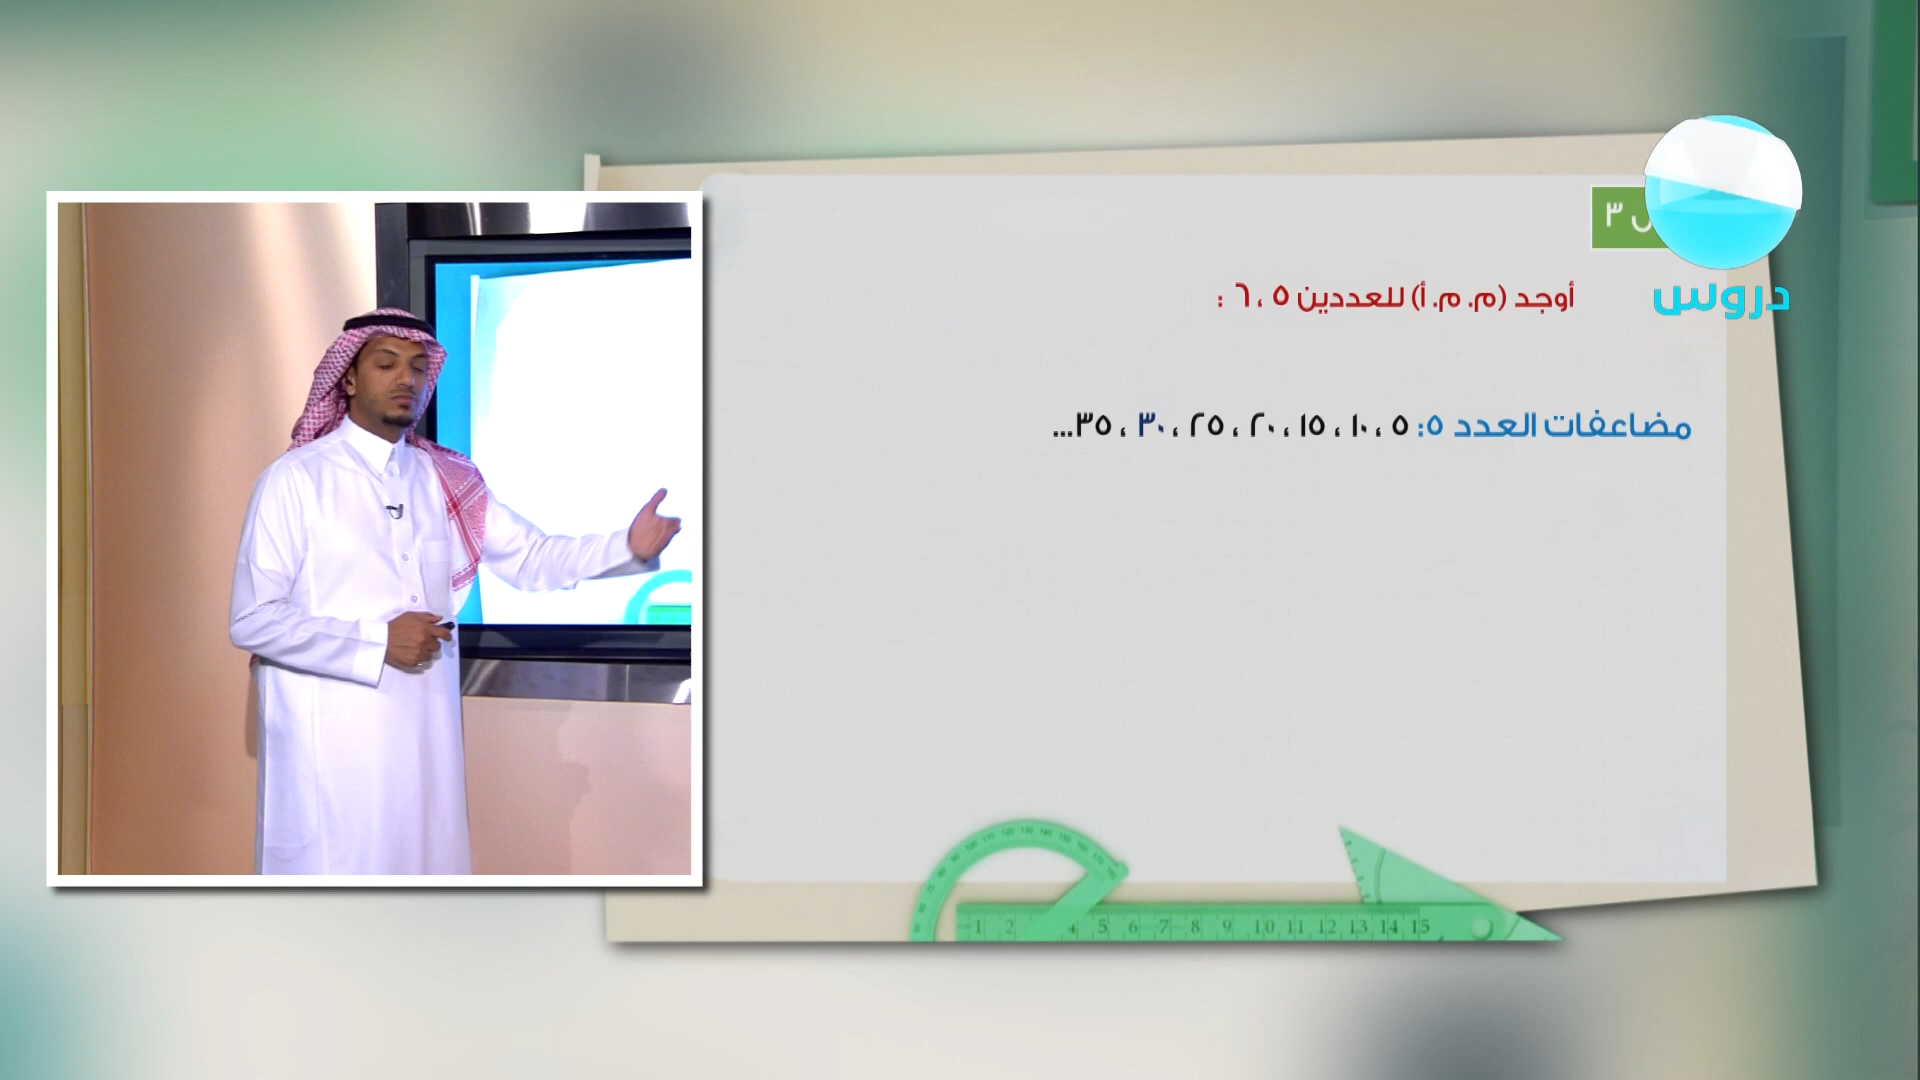 ٣
دروس
أوجد (م. م. أ) للعددين ٥ ، ٦ :
مضاعفات العدد ٥: ٥ ، ١٠ ، ١٥ ، ٢٠ ، ٢٥ ، ٣٠ ، ٣٥...
1 2 4 5 6 7 8 9 10 11 12 13 14 15